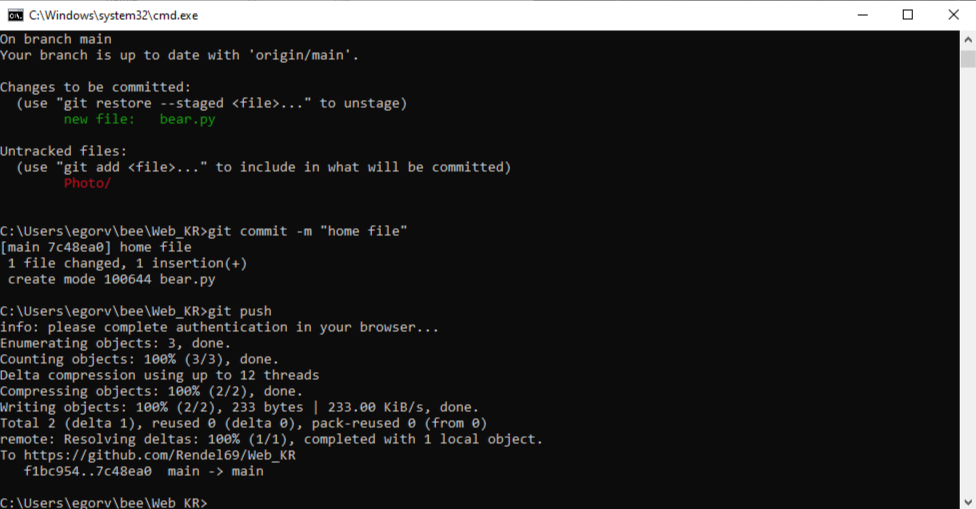 C:\Windows\system32\cmd.exe
On branch main
Your branch is up to date with 'origin/main'.
Changes to be committed:
  (use "git restore --staged <file>..." to unstage)
        new file:   bear.py
Untracked files:
  (use "git add <file>..." to include in what will be committed)
        Photo/
C:\Users\egorv\bee\Web_KR>git commit -m "home file"
[main 7c48ea0] home file
 1 file changed, 1 insertion(+)
 create mode 100644 bear.py
C:\Users\egorv\bee\Web_KR>git push
info: please complete authentication in your browser...
Enumerating objects: 3, done.
Counting objects: 100% (3/3), done.
Delta compression using up to 12 threads
Compressing objects: 100% (2/2), done.
Writing objects: 100% (2/2), 233 bytes | 233.00 KiB/s, done.
Total 2 (delta 1), reused 0 (delta 0), pack-reused 0 (from 0)
remote: Resolving deltas: 100% (1/1), completed with 1 local object.
To https://github.com/Rendel69/Web_KR
   f1bc954..7c48ea0  main -> main
C:\Users\egorv\bee\Web_KR>